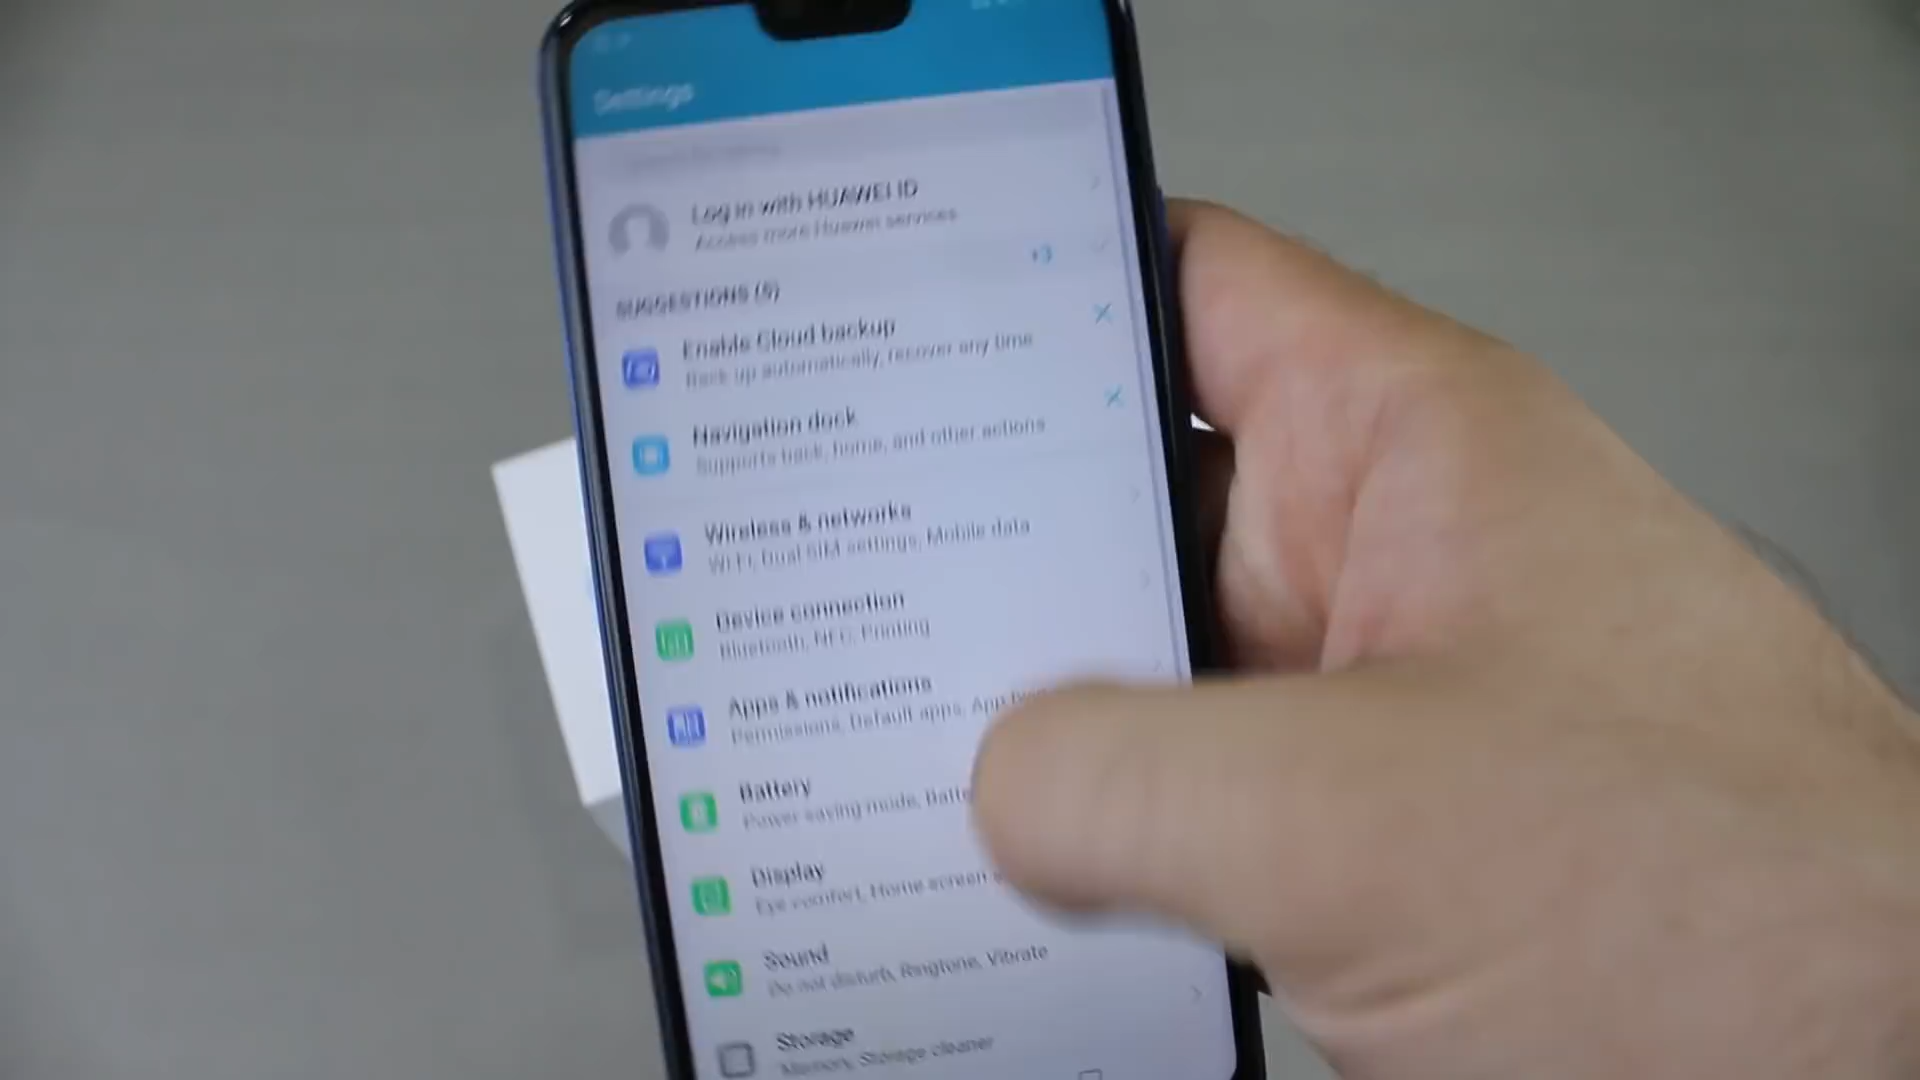 Settings
Log in with HUAWEI ID
Access more Huawei services
SUGGESTIONS (5)
+3
Enable Cloud backup
Back up automatically, recover any time
Navigation dock
Supports back, home, and other actions
Wireless & networks
Wi-Fi, Dual SIM settings, Mobile data
Device connection
Bluetooth, NFC, Printing
Apps & notifications
Permissions, Default apps, App
Battery
Power saving mode,
Display
Eye comfort, Home screen
Sound
Do not disturb, Ringtone, Vibrate
Storage
Memory, Storage cleaner